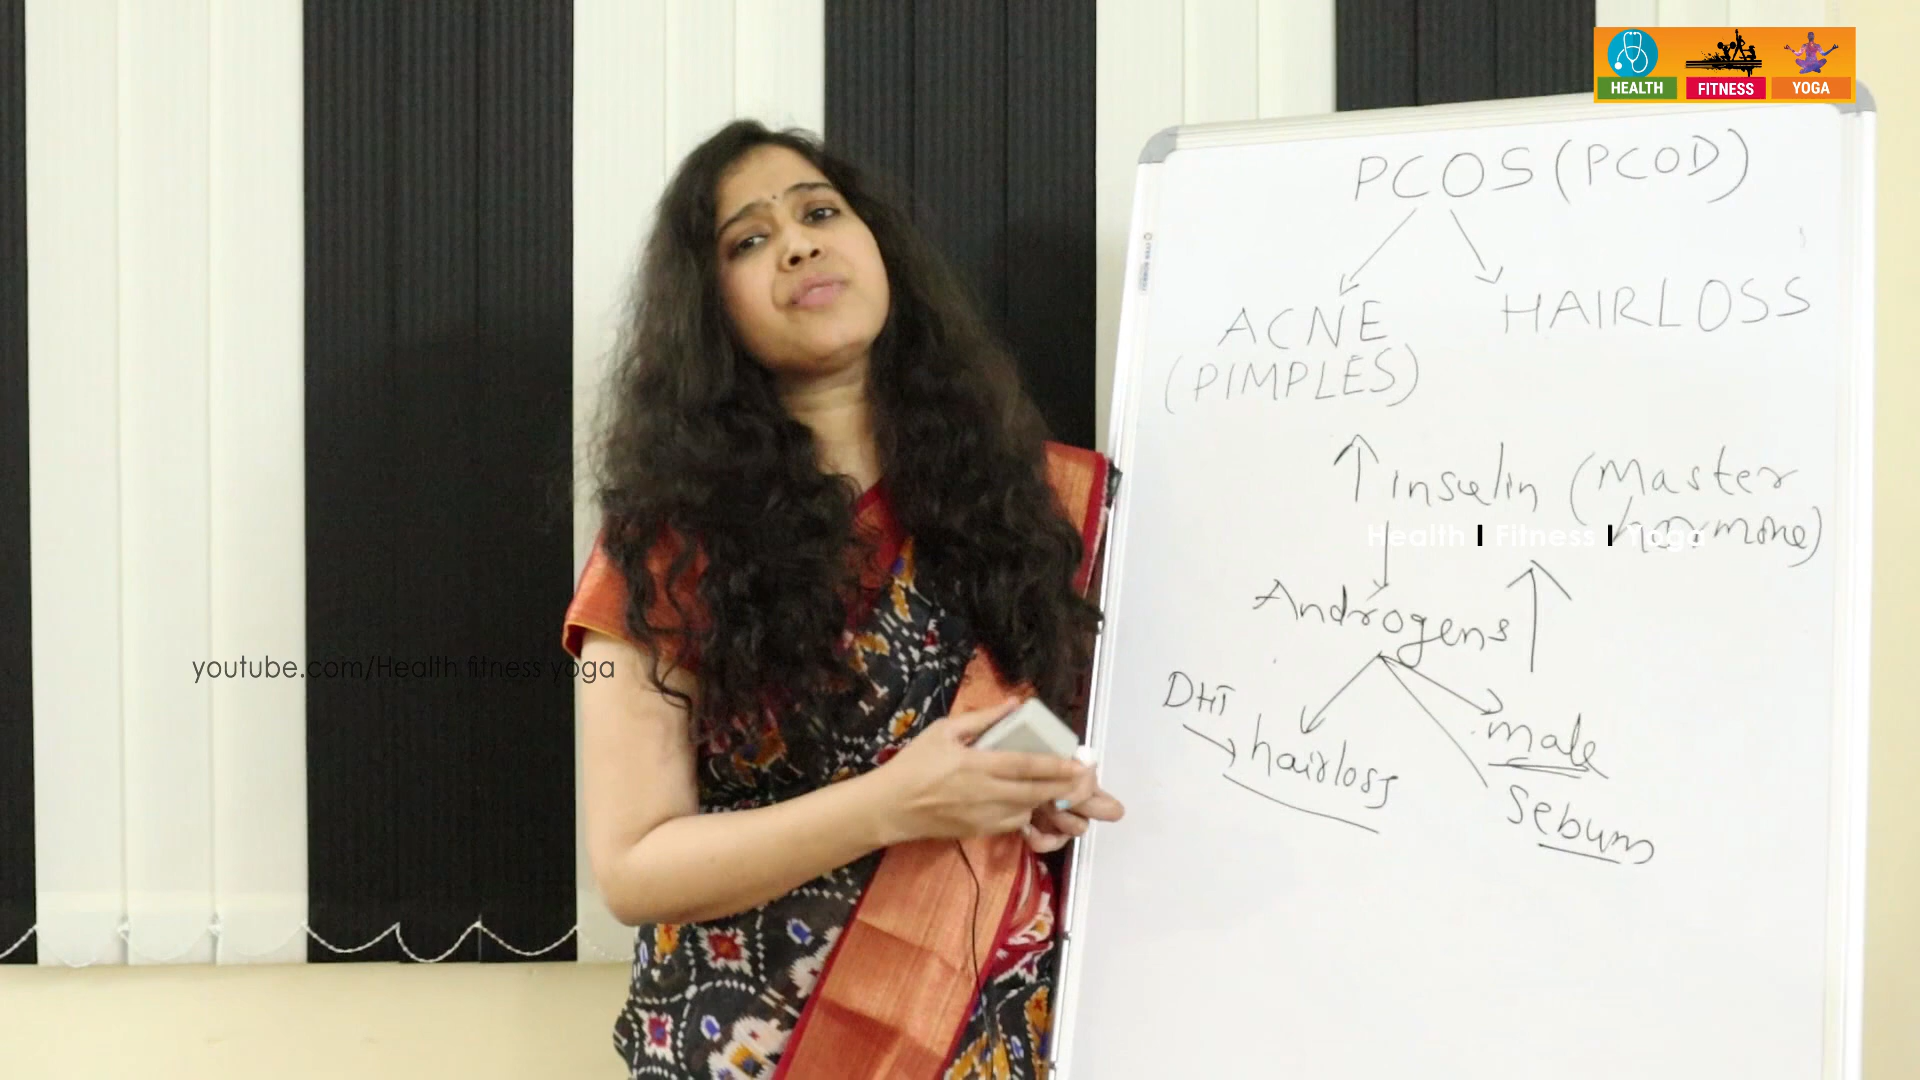 HEALTH FITNESS YOGA
PCOS (PCOD)
ACNE
(PIMPLES)
HAIRLOSS
↑ insulin (Master
hormone)
Health I Fitness I Yoga
Androgens ↑
DHT
hairloss
male
Sebum
youtube.com/Health fitness yoga